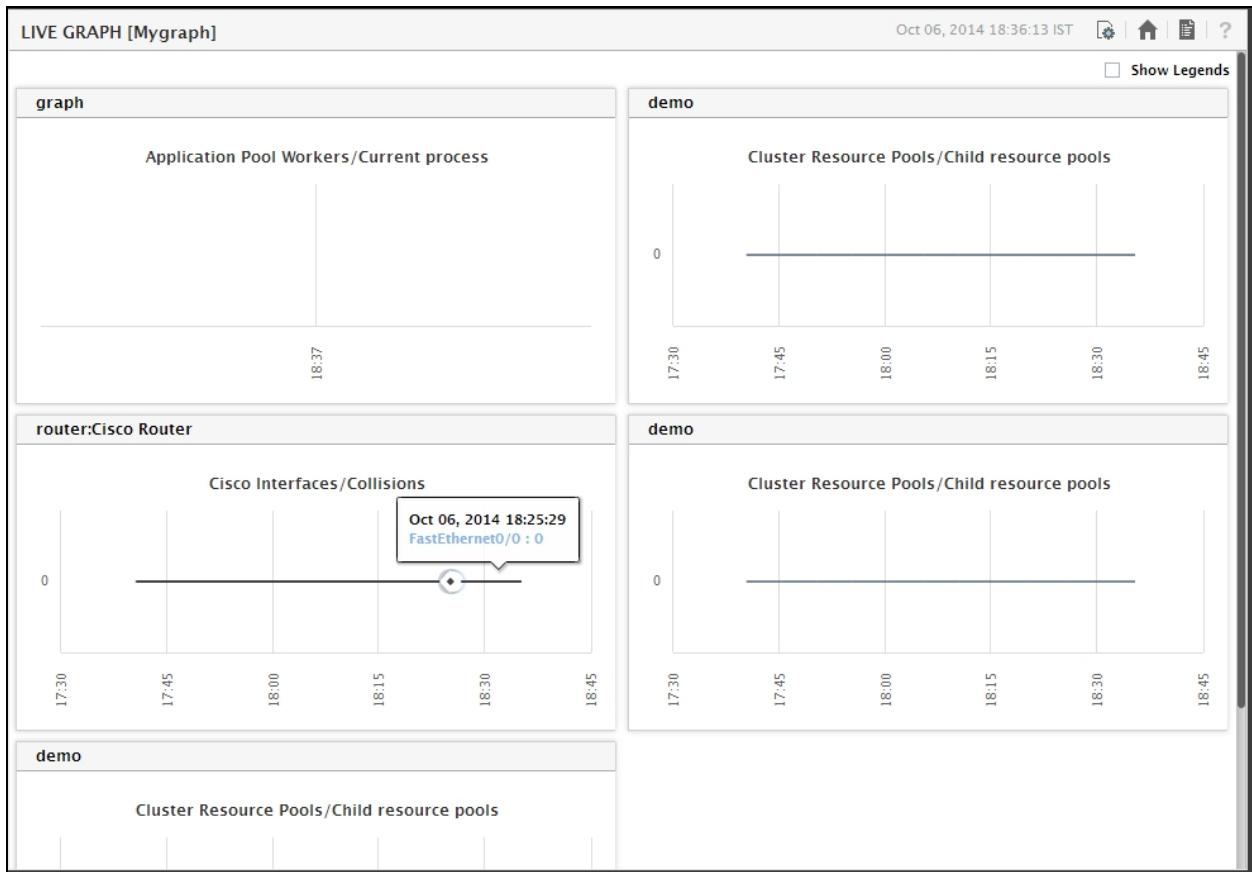 LIVE GRAPH [Mygraph]
Oct 06, 2014 18:36:13 IST
?
Show Legends
graph
Application Pool Workers/Current process
18:37
demo
Cluster Resource Pools/Child resource pools
0
17:30
17:45
18:00
18:15
18:30
18:45
router:Cisco Router
Cisco Interfaces/Collisions
Oct 06, 2014 18:25:29
FastEthernet0/0 : 0
0
17:30
17:45
18:00
18:15
18:30
18:45
demo
Cluster Resource Pools/Child resource pools
0
17:30
17:45
18:00
18:15
18:30
18:45
demo
Cluster Resource Pools/Child resource pools